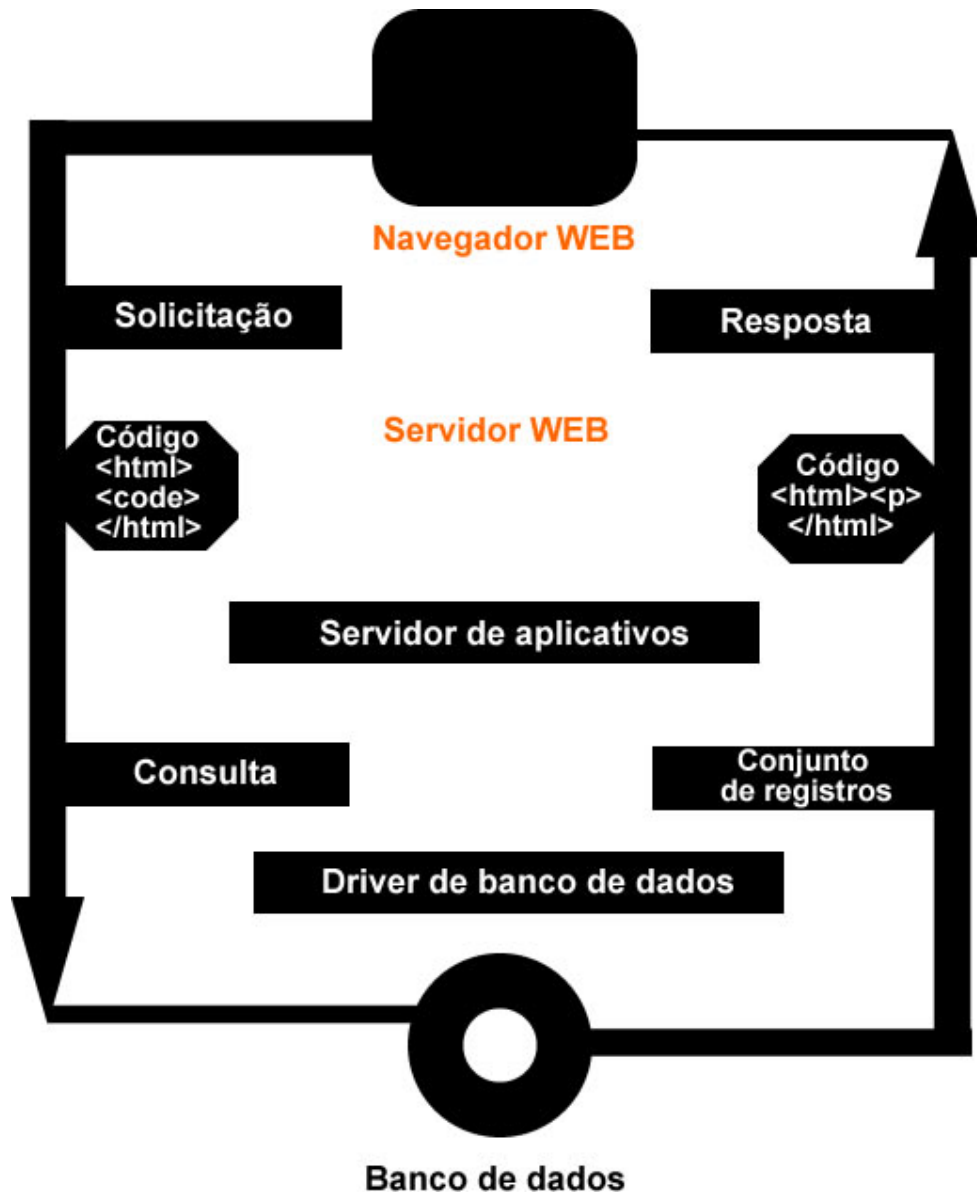 Navegador WEB
Solicitação
Resposta
Servidor WEB
Código
<html>
<code>
</html>
Código
<html><p>
</html>
Servidor de aplicativos
Consulta
Conjunto
de registros
Driver de banco de dados
Banco de dados